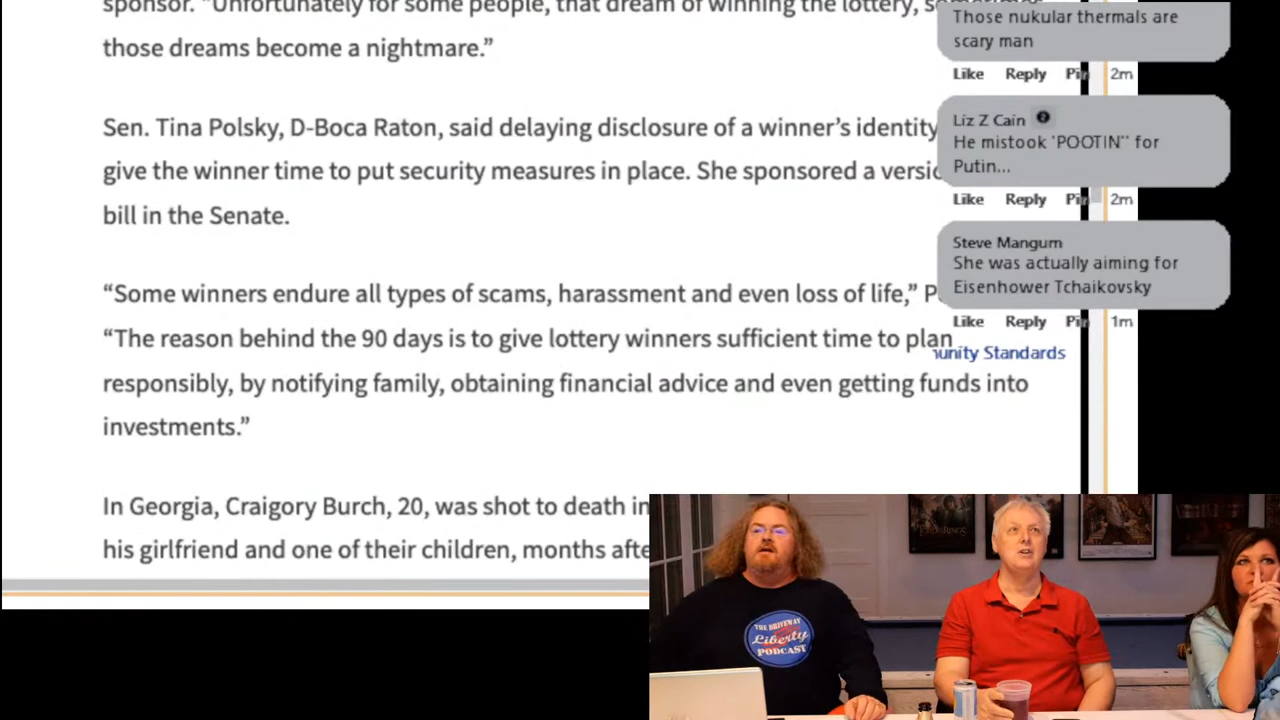 sponsor. “Unfortunately for some people, that dream of winning the lottery, sometimes
those dreams become a nightmare.”
Sen. Tina Polsky, D-Boca Raton, said delaying disclosure of a winner’s identity
give the winner time to put security measures in place. She sponsored a versio
bill in the Senate.
“Some winners endure all types of scams, harassment and even loss of life,” P
“The reason behind the 90 days is to give lottery winners sufficient time to plan
responsibly, by notifying family, obtaining financial advice and even getting funds into
investments.”
In Georgia, Craigory Burch, 20, was shot to death in
his girlfriend and one of their children, months afte
Those nukular thermals are
scary man
Like Reply Pin 2m
Liz Z Cain
He mistook 'POOTIN'' for
Putin...
Like Reply Pin 2m
Steve Mangum
She was actually aiming for
Eisenhower Tchaikovsky
Like Reply Pin 1m
unity Standards
THE DRIVEWAY
Liberty
PODCAST